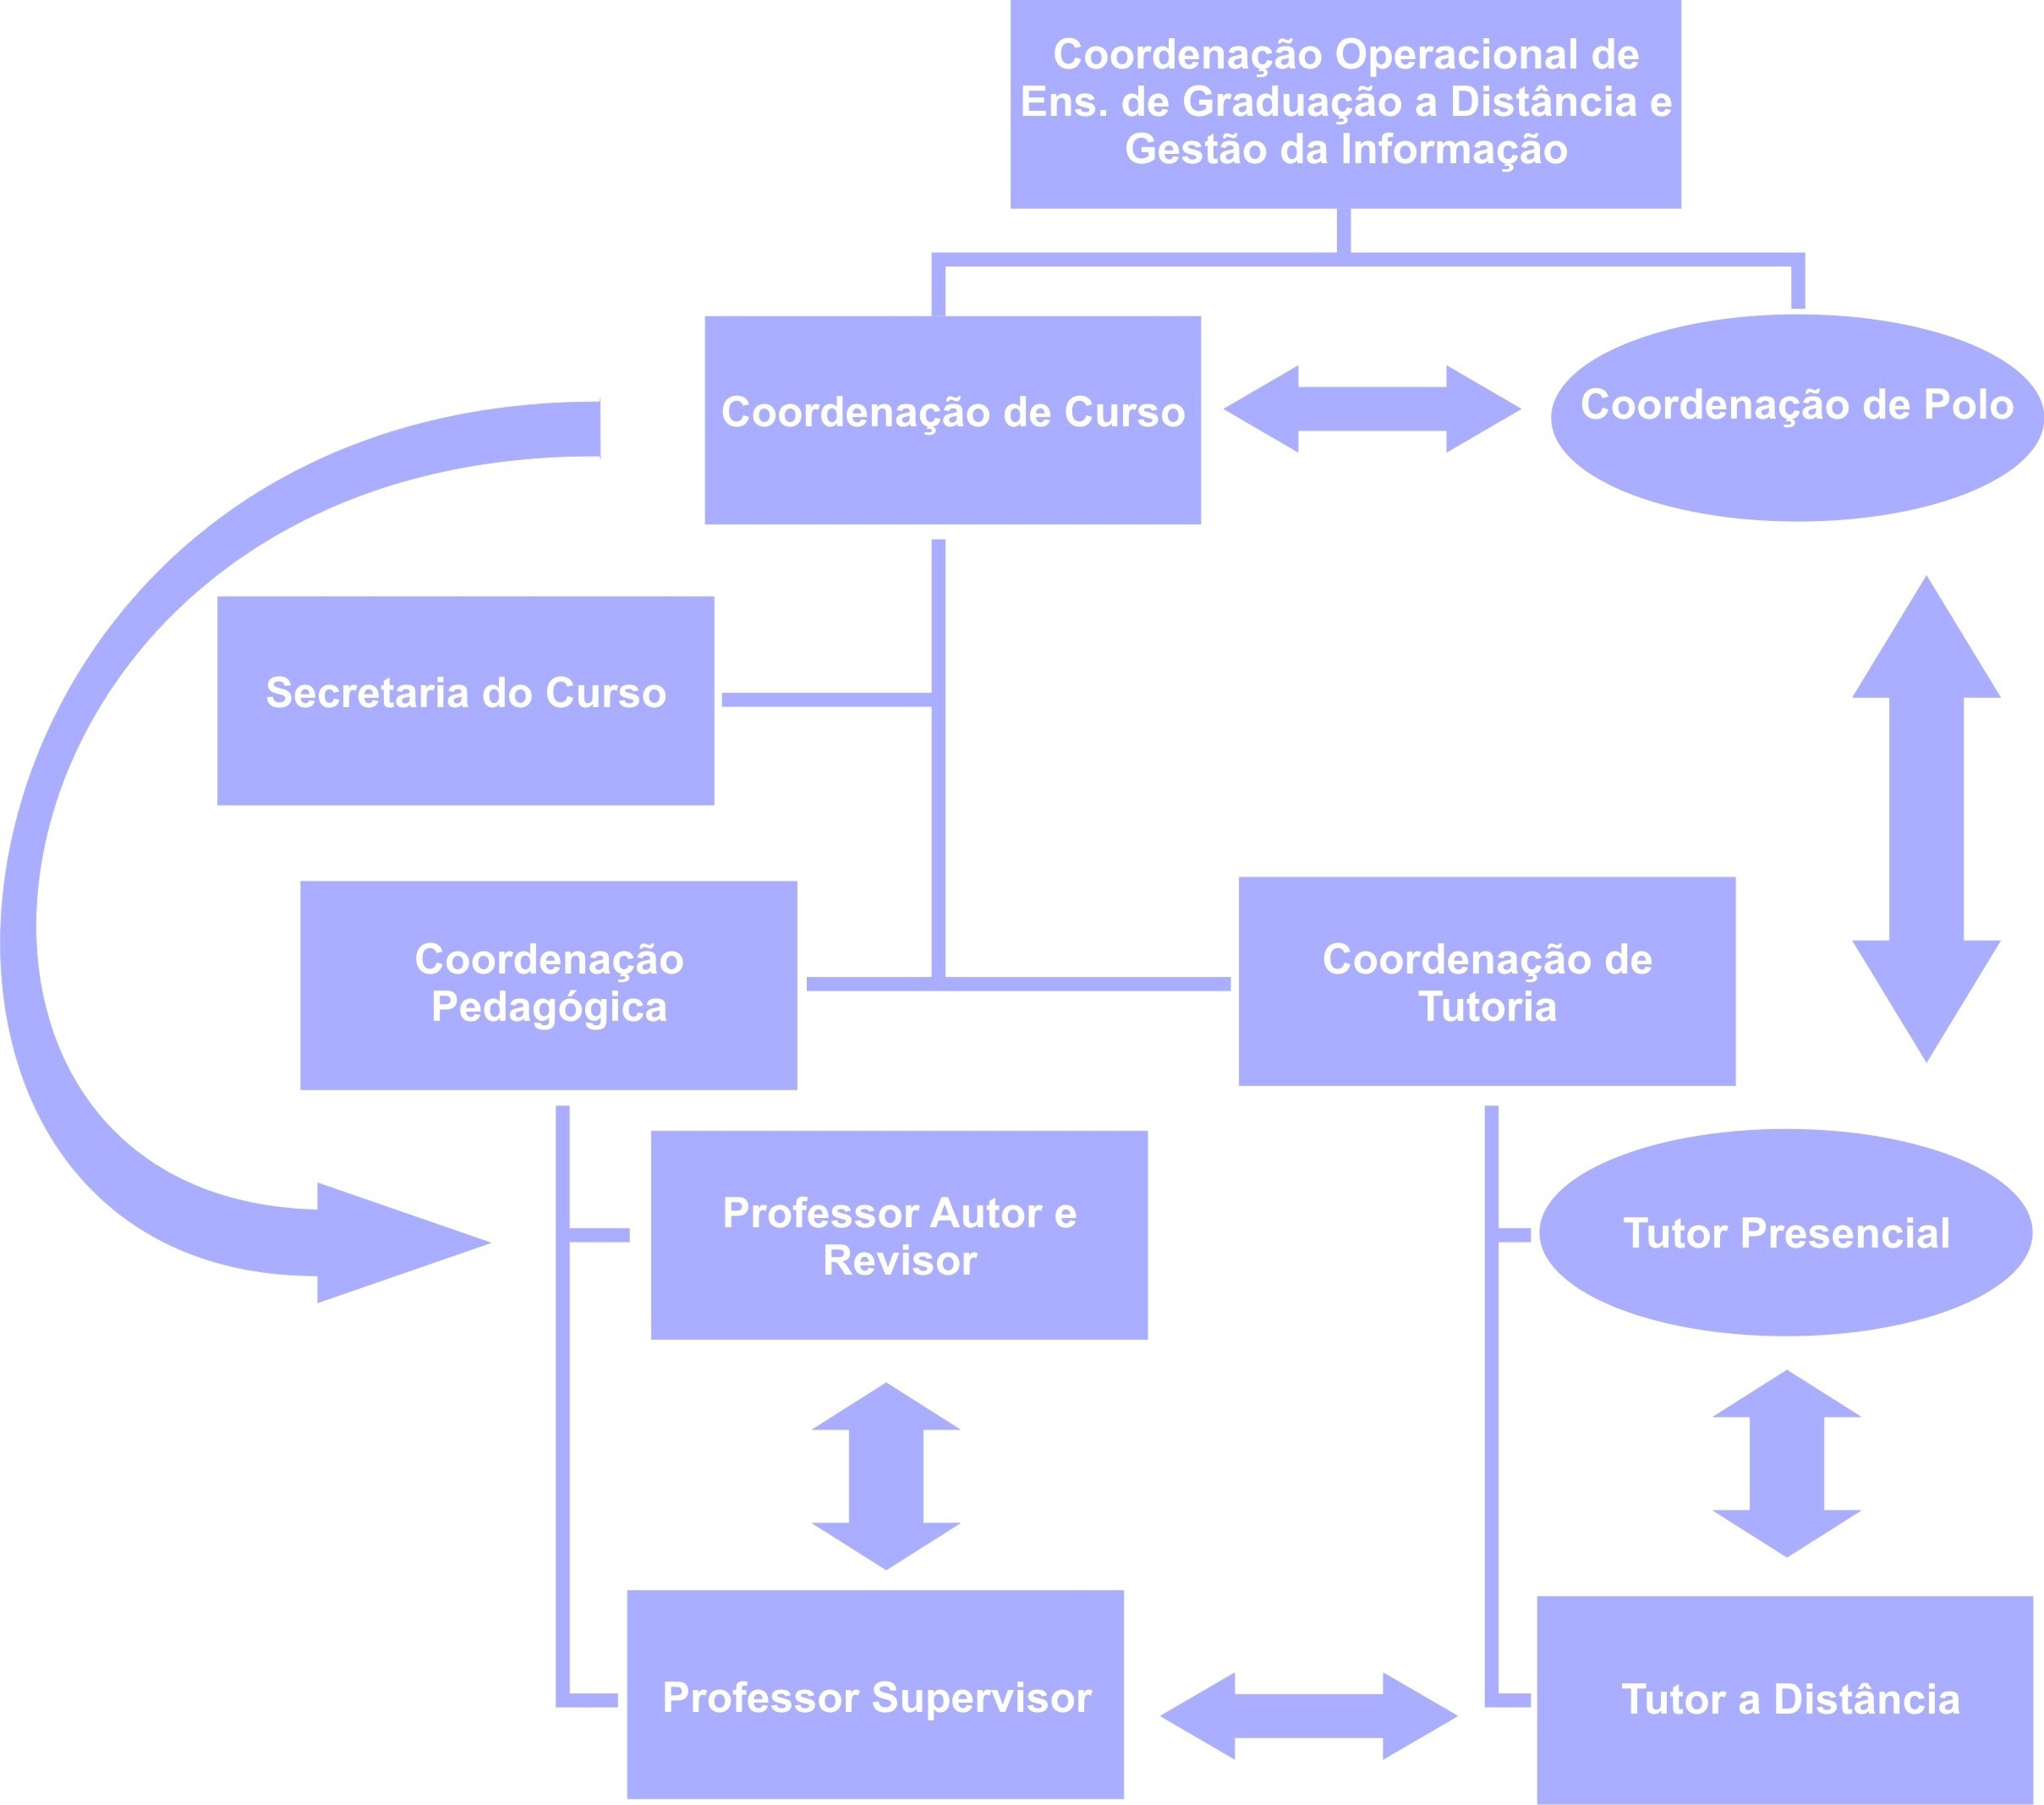 Coordenação Operacional de
Ens. de Graduação a Distância e
Gestão da Informação
Coordenação de Curso
Coordenação de Polo
Secretaria do Curso
Coordenação
Pedagógica
Coordenação de
Tutoria
Professor Autor e
Revisor
Tutor Presencial
Professor Supervisor
Tutor a Distância